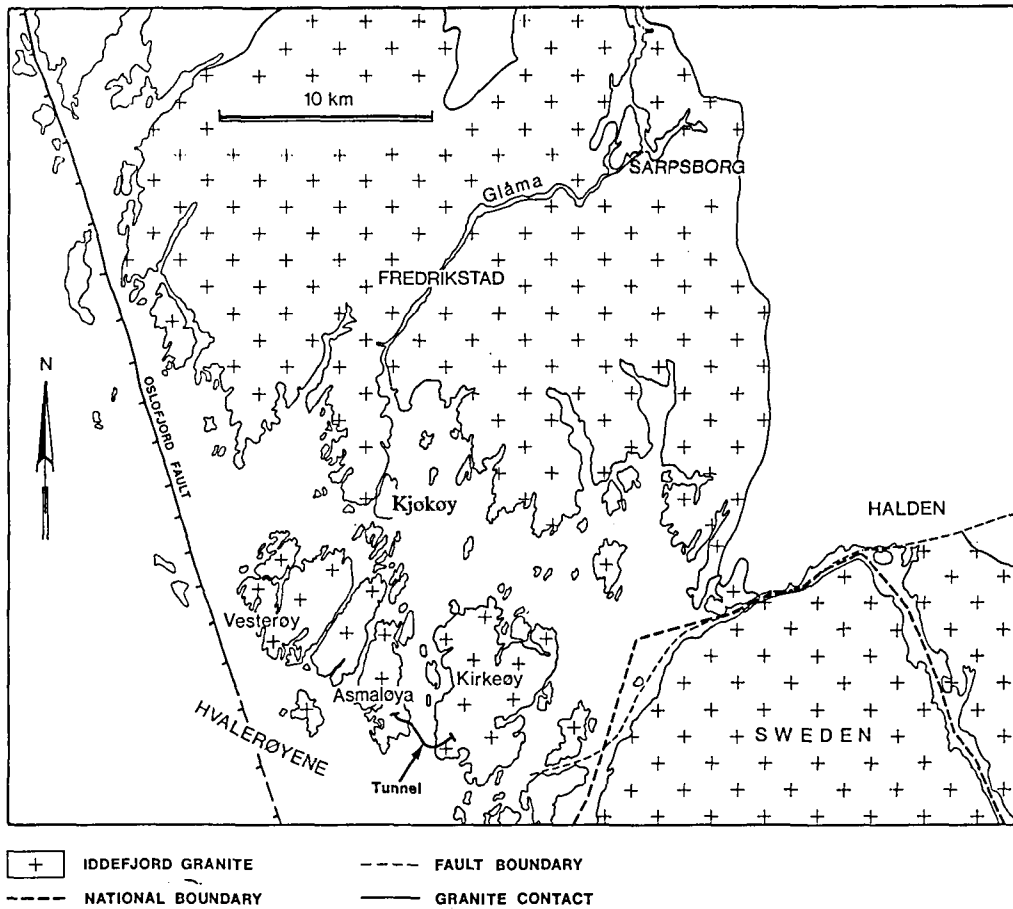 10 km
SARPSBORG
Glåma
FREDRIKSTAD
N
OSLOFJORD FAULT
Kjøkøy
HALDEN
Vesterøy
Asmaløya
Kirkeøy
HVALERØYENE
SWEDEN
Tunnel
IDDEFJORD GRANITE
FAULT BOUNDARY
NATIONAL BOUNDARY
GRANITE CONTACT